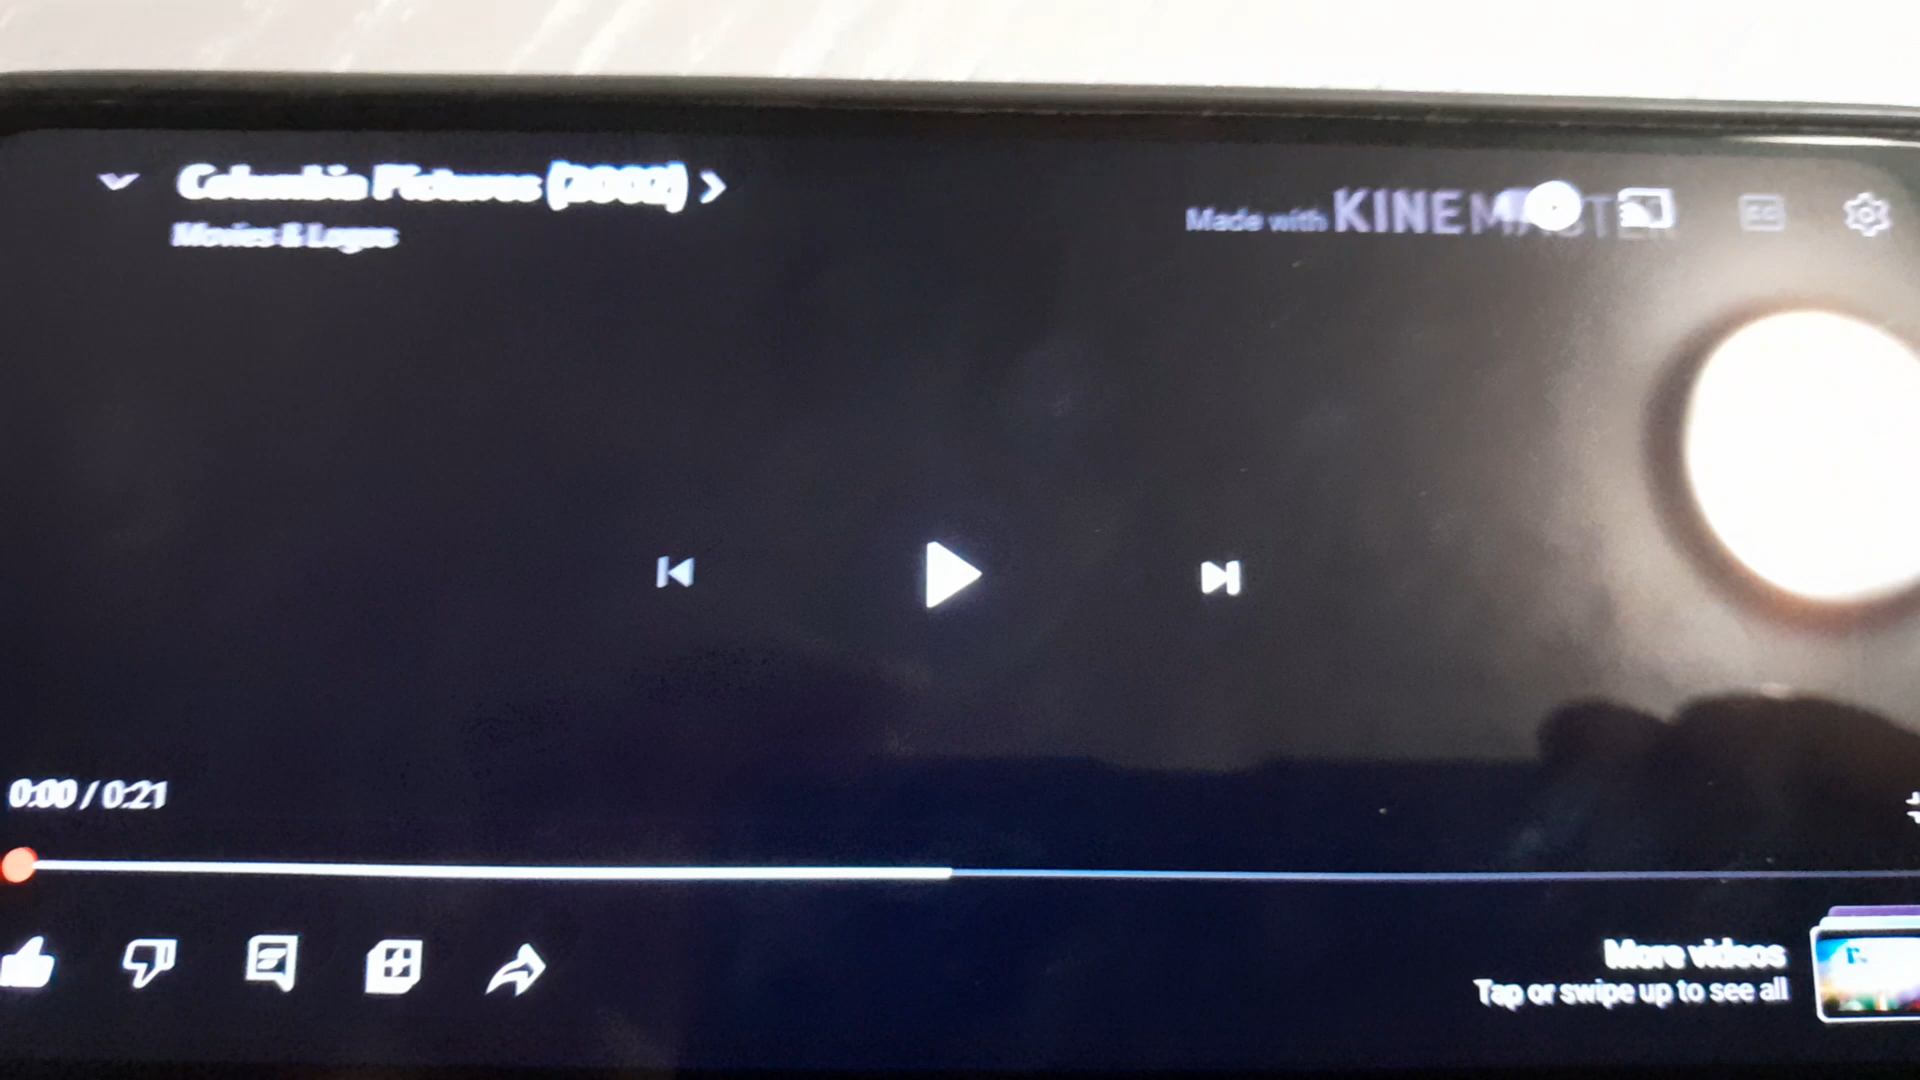 Columbia Pictures (2002)
Movies & Logos
Made with KINEMASTER
0:00 / 0:21
More videos
Tap or swipe up to see all